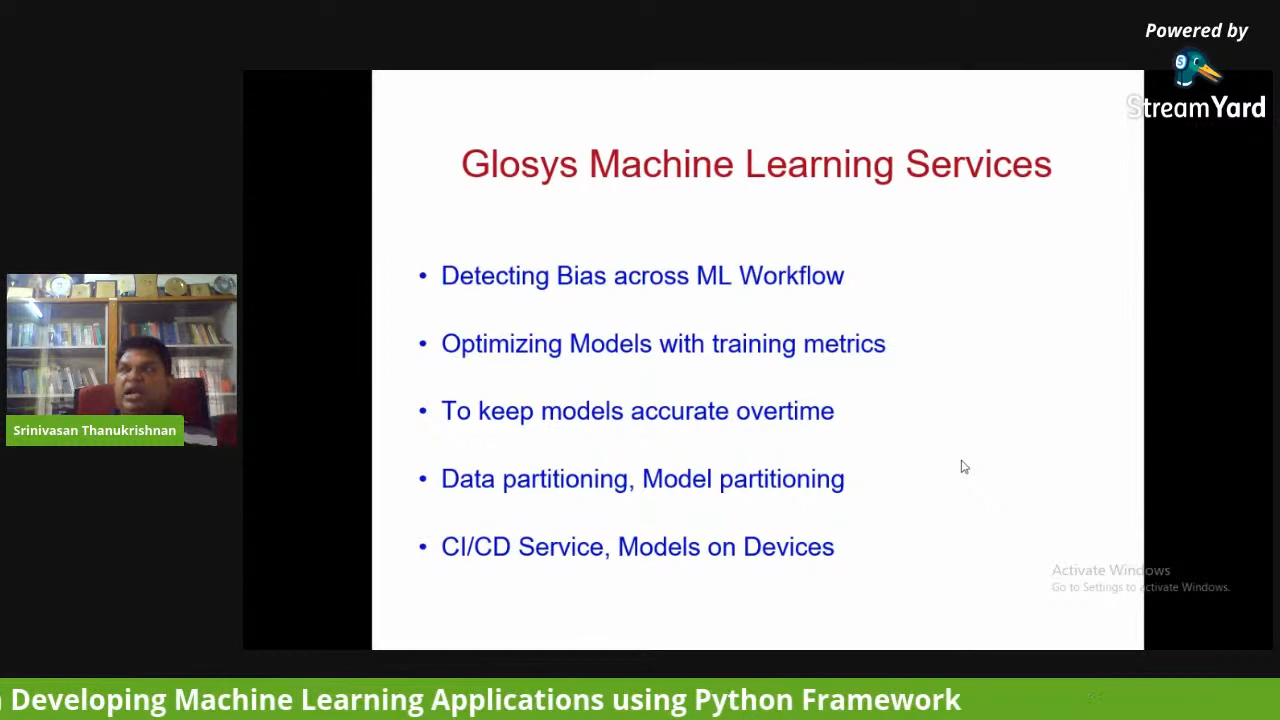 Powered by
StreamYard
Glosys Machine Learning Services
• Detecting Bias across ML Workflow
• Optimizing Models with training metrics
• To keep models accurate overtime
• Data partitioning, Model partitioning
• CI/CD Service, Models on Devices
Srinivasan Thanukrishnan
Activate Windows
Go to Settings to activate Windows.
Developing Machine Learning Applications using Python Framework